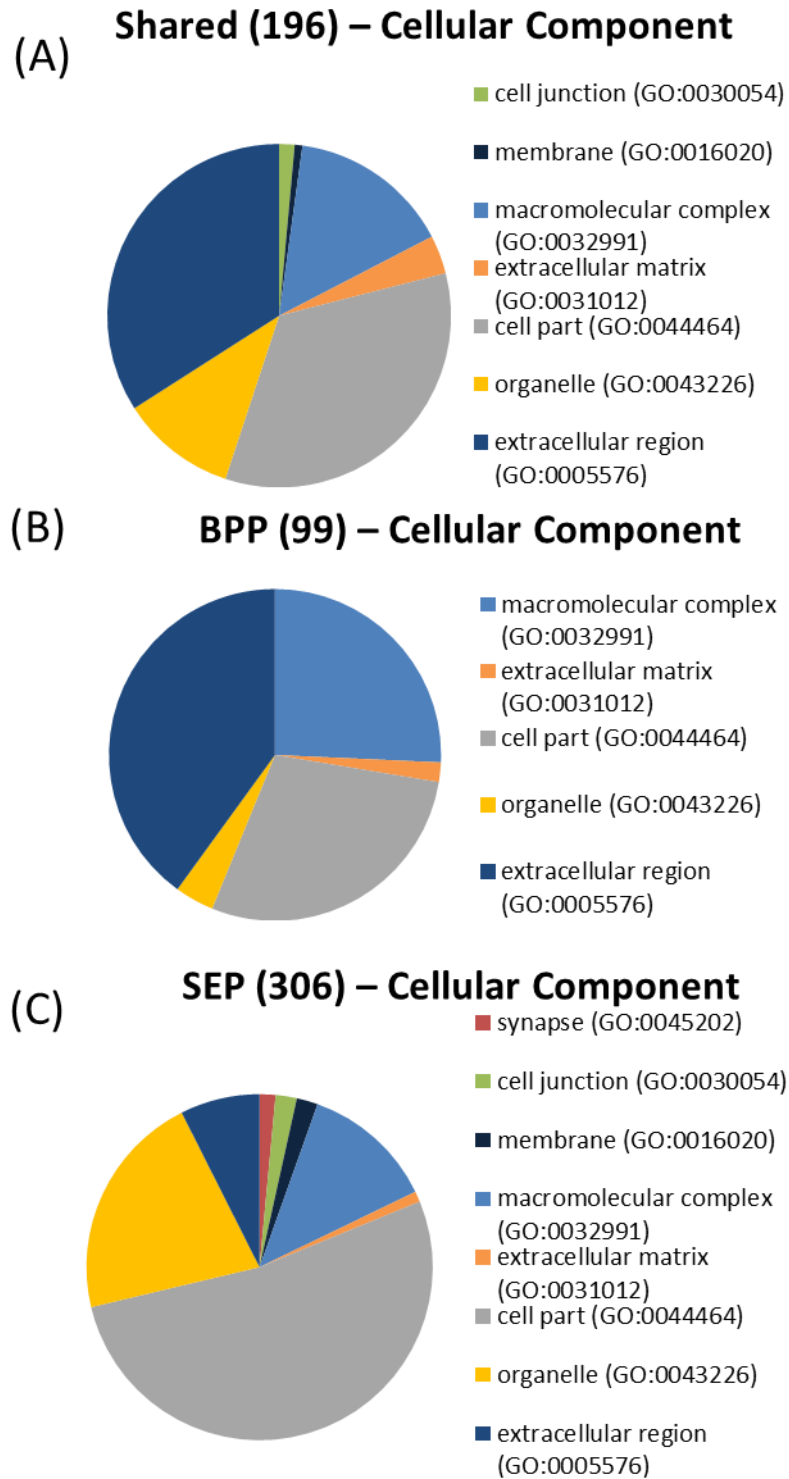 Shared (196) – Cellular Component
(A)
cell junction (GO:0030054)
membrane (GO:0016020)
macromolecular complex
(GO:0032991)
extracellular matrix
(GO:0031012)
cell part (GO:0044464)
organelle (GO:0043226)
extracellular region
(GO:0005576)
(B)
BPP (99) – Cellular Component
macromolecular complex
(GO:0032991)
extracellular matrix
(GO:0031012)
cell part (GO:0044464)
organelle (GO:0043226)
extracellular region
(GO:0005576)
SEP (306) – Cellular Component
(C)
synapse (GO:0045202)
cell junction (GO:0030054)
membrane (GO:0016020)
macromolecular complex
(GO:0032991)
extracellular matrix
(GO:0031012)
cell part (GO:0044464)
organelle (GO:0043226)
extracellular region
(GO:0005576)